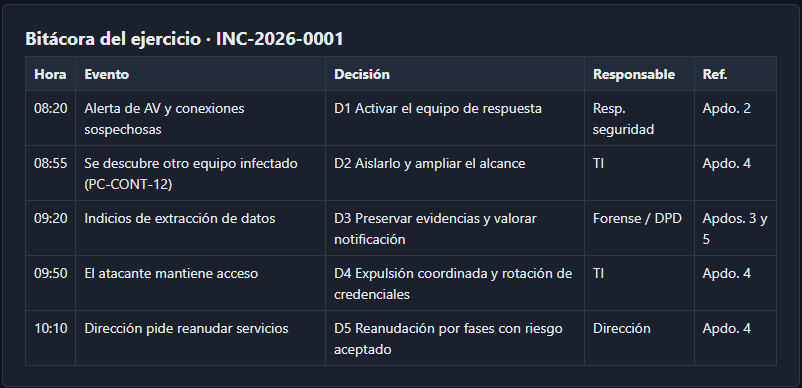 Bitácora del ejercicio · INC-2026-0001
Hora Evento Decisión Responsable Ref.
08:20 Alerta de AV y conexiones D1 Activar el equipo de respuesta Resp. Apdo. 2
sospechosas seguridad
08:55 Se descubre otro equipo infectado D2 Aislarlo y ampliar el alcance TI Apdo. 4
(PC-CONT-12)
09:20 Indicios de extracción de datos D3 Preservar evidencias y valorar Forense / DPD Apdos. 3 y
notificación 5
09:50 El atacante mantiene acceso D4 Expulsión coordinada y rotación de TI Apdo. 4
credenciales
10:10 Dirección pide reanudar servicios D5 Reanudación por fases con riesgo Dirección Apdo. 4
aceptado